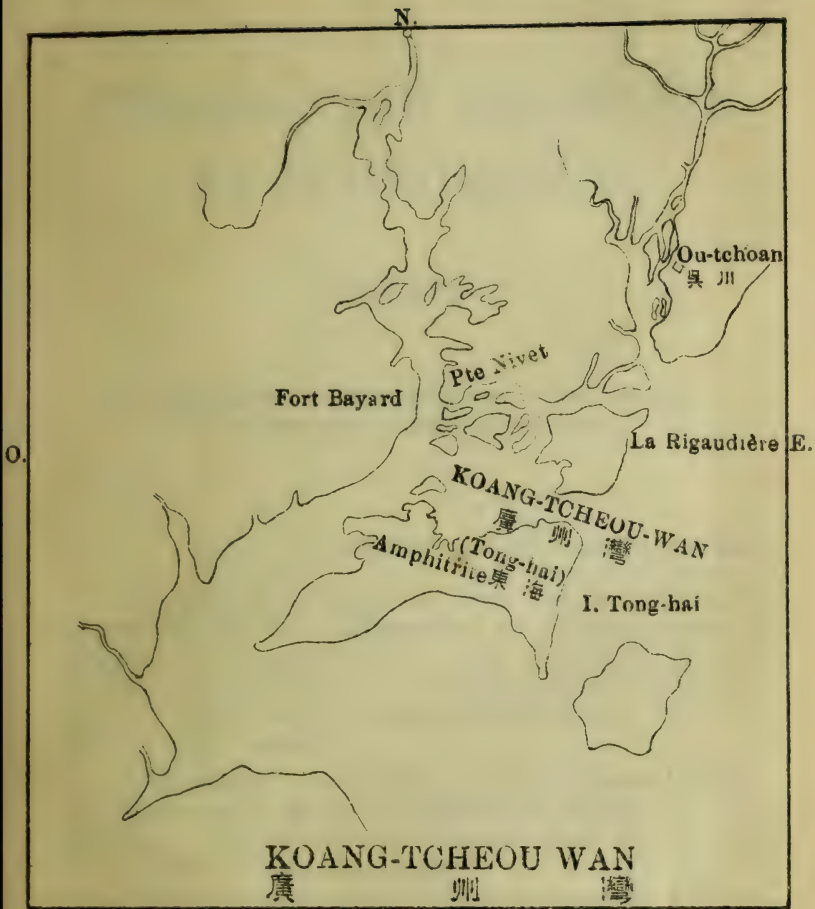 N.
Ou-tchoan
吳川
Pte Nivet
Fort Bayard
La Rigaudière
O.
E.
KOANG-TCHEOU-WAN
廣州灣
(Tong-hai)
Amphitrite 東海
I. Tong-hai
KOANG-TCHEOU WAN
廣州灣